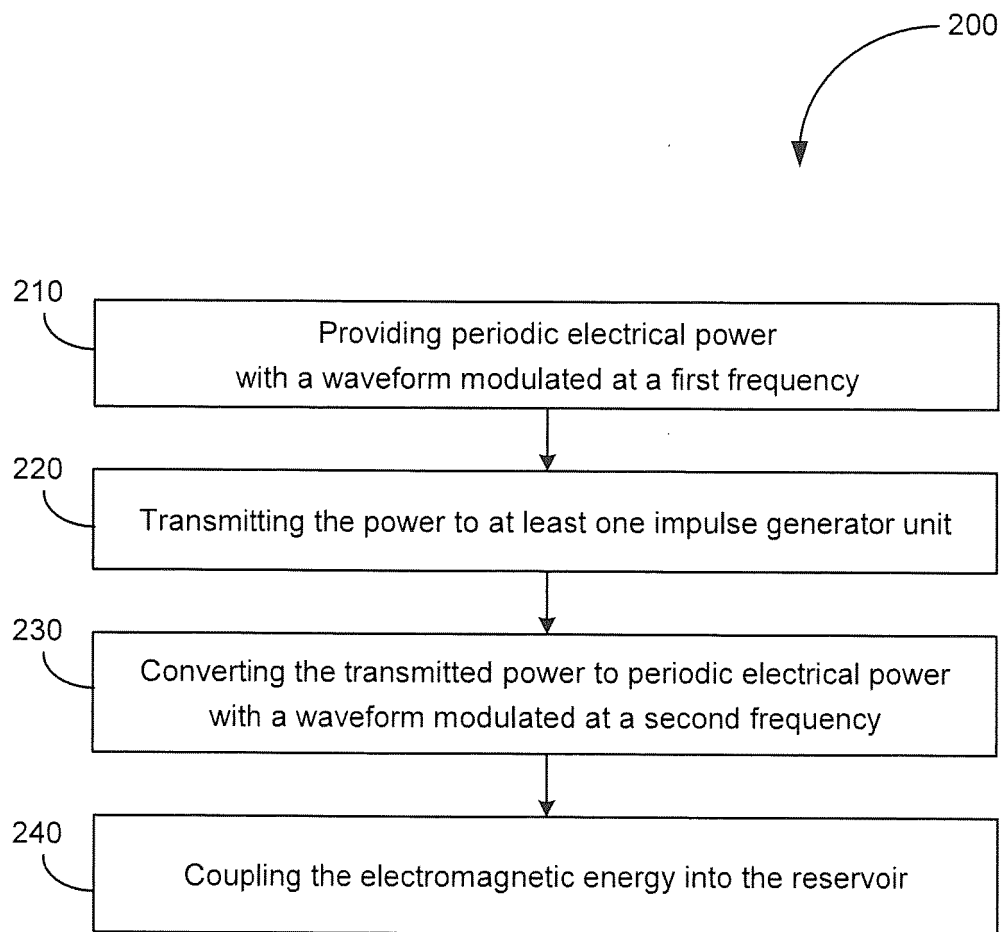 200
210
Providing periodic electrical power
with a waveform modulated at a first frequency
220
Transmitting the power to at least one impulse generator unit
230
Converting the transmitted power to periodic electrical power
with a waveform modulated at a second frequency
240
Coupling the electromagnetic energy into the reservoir